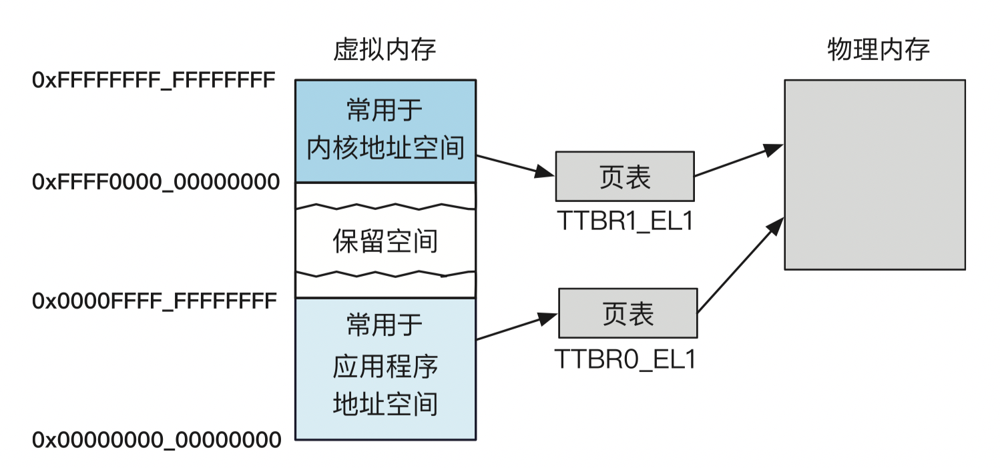 虚拟内存
物理内存
0xFFFFFFFF_FFFFFFFF
常用于
内核地址空间
0xFFFF0000_00000000
页表
TTBR1_EL1
保留空间
0x0000FFFF_FFFFFFFF
常用于
应用程序
地址空间
页表
TTBR0_EL1
0x00000000_00000000